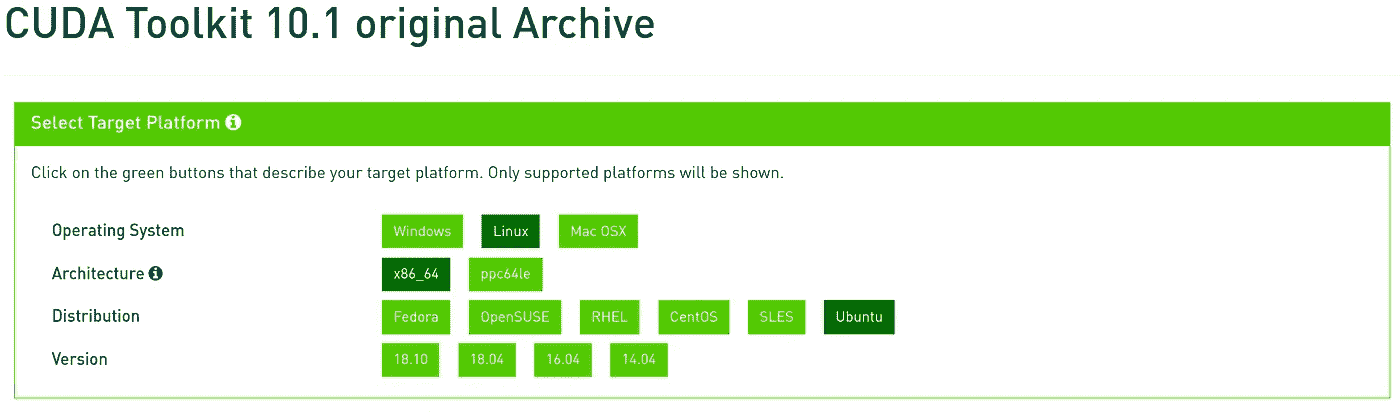 CUDA Toolkit 10.1 original Archive
Select Target Platform
Click on the green buttons that describe your target platform. Only supported platforms will be shown.
Operating System Windows Linux Mac OSX
Architecture x86_64 ppc64le
Distribution Fedora OpenSUSE RHEL CentOS SLES Ubuntu
Version 18.10 18.04 16.04 14.04